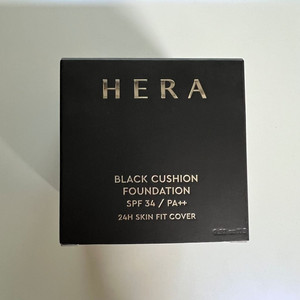 HERA
BLACK CUSHION
FOUNDATION
SPF 34 / PA++
24H SKIN FIT COVER